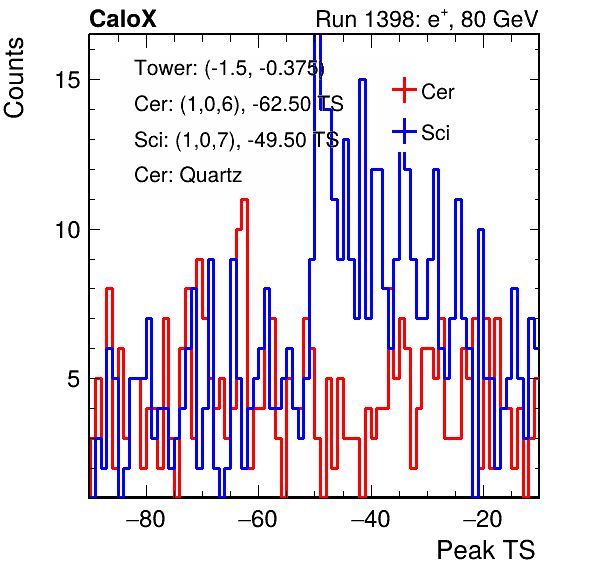 CaloX Run 1398: e⁺, 80 GeV
Counts
15
10
5
Tower: (-1.5, -0.375)
Cer: (1,0,6), -62.50 TS
Sci: (1,0,7), -49.50 TS
Cer: Quartz
Cer
Sci
−80 −60 −40 −20
Peak TS